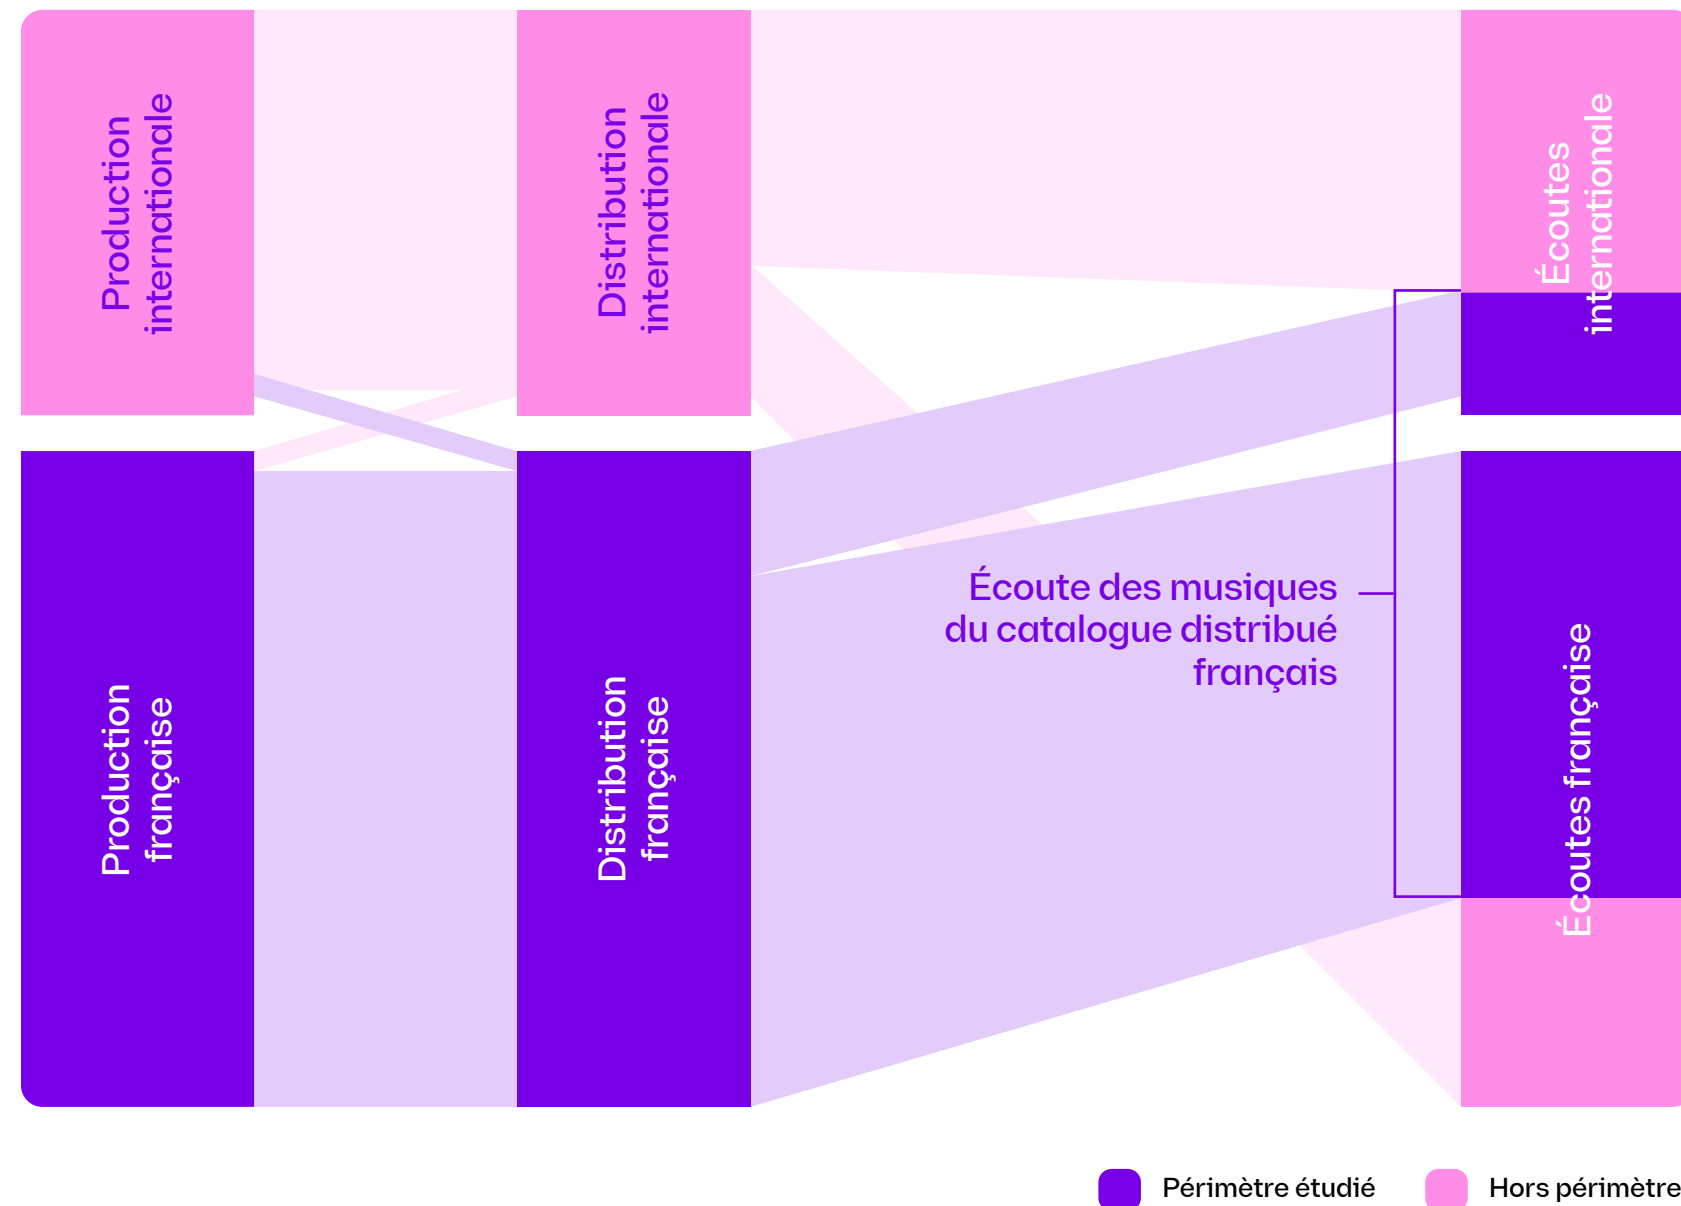 Production
internationale
Distribution
internationale
Écoutes
internationale
Production
française
Distribution
française
Écoute des musiques
du catalogue distribué
français
Écoutes française
Périmètre étudié
Hors périmètre